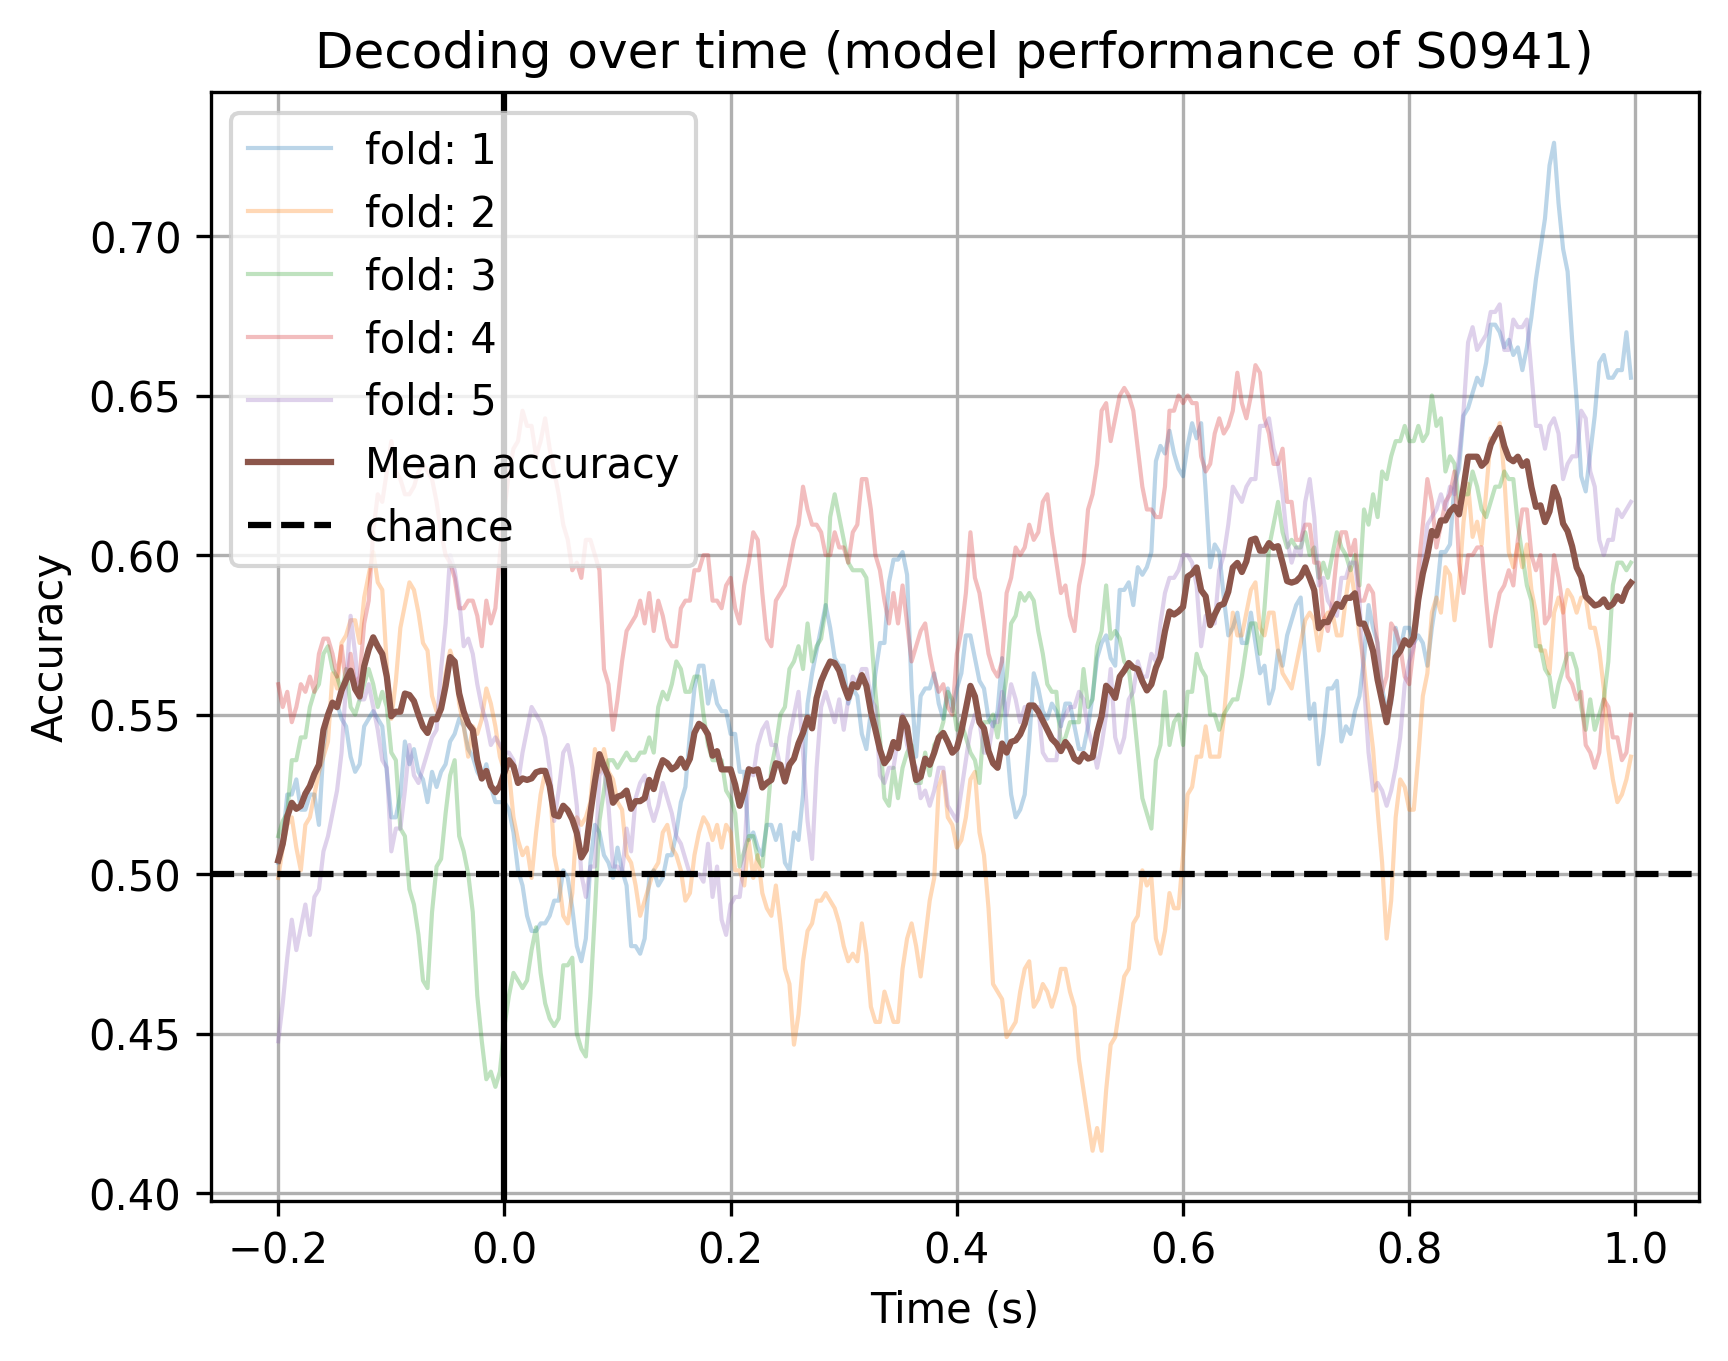 Decoding over time (model performance of S0941)
fold: 1
fold: 2
fold: 3
fold: 4
fold: 5
Mean accuracy
chance
Accuracy
0.70
0.65
0.60
0.55
0.50
0.45
0.40
−0.2 0.0 0.2 0.4 0.6 0.8 1.0
Time (s)